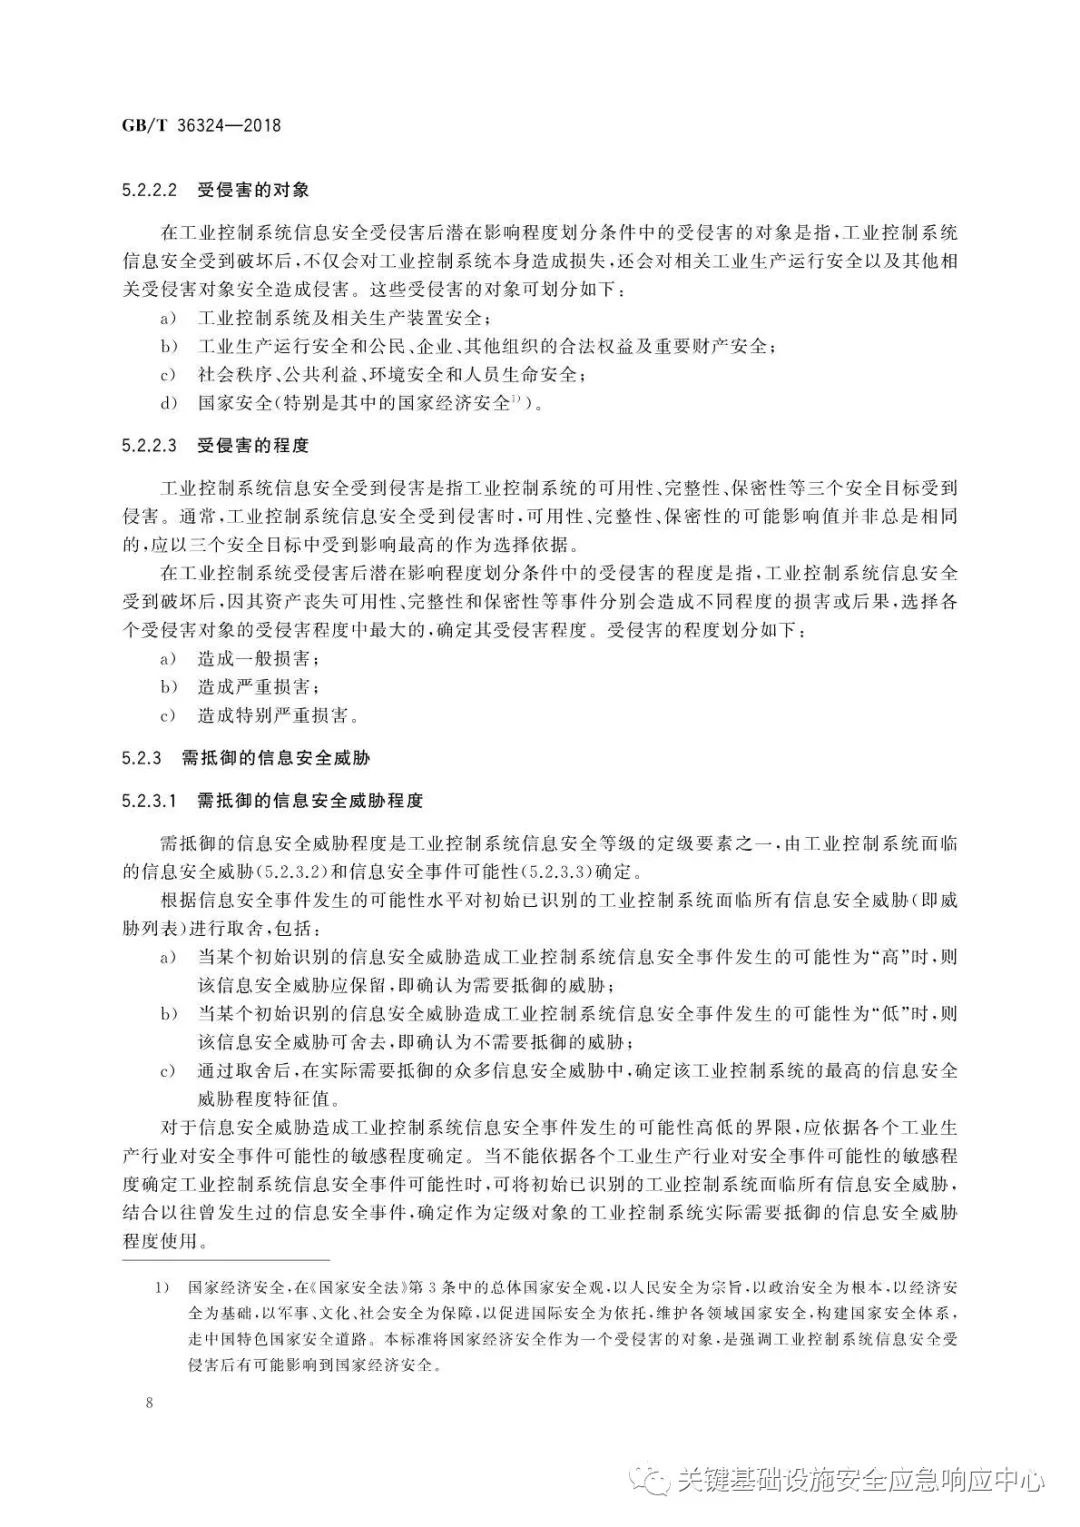 GB/T 36324—2018
5.2.2.2 受侵害的对象
在工业控制系统信息安全受侵害后潜在影响程度划分条件中的受侵害的对象是指,工业控制系统
信息安全受到破坏后,不仅会对工业控制系统本身造成损失,还会对相关工业生产运行安全以及其他相
关受侵害对象安全造成侵害。这些受侵害的对象可划分如下:
a) 工业控制系统及相关生产装置安全;
b) 工业生产运行安全和公民、企业、其他组织的合法权益及重要财产安全;
c) 社会秩序、公共利益、环境安全和人员生命安全;
d) 国家安全(特别是其中的国家经济安全1))。
5.2.2.3 受侵害的程度
工业控制系统信息安全受到侵害是指工业控制系统的可用性、完整性、保密性等三个安全目标受到
侵害。通常,工业控制系统信息安全受到侵害时,可用性、完整性、保密性的可能影响值并非总是相同
的,应以三个安全目标中受到影响最高的作为选择依据。
在工业控制系统受侵害后潜在影响程度划分条件中的受侵害的程度是指,工业控制系统信息安全
受到破坏后,因其资产丧失可用性、完整性和保密性等事件分别会造成不同程度的损害或后果,选择各
个受侵害对象的受侵害程度中最大的,确定其受侵害程度。受侵害的程度划分如下:
a) 造成一般损害;
b) 造成严重损害;
c) 造成特别严重损害。
5.2.3 需抵御的信息安全威胁
5.2.3.1 需抵御的信息安全威胁程度
需抵御的信息安全威胁程度是工业控制系统信息安全等级的定级要素之一,由工业控制系统面临
的信息安全威胁(5.2.3.2)和信息安全事件可能性(5.2.3.3)确定。
根据信息安全事件发生的可能性水平对初始已识别的工业控制系统面临所有信息安全威胁(即威
胁列表)进行取舍,包括:
a) 当某个初始识别的信息安全威胁造成工业控制系统信息安全事件发生的可能性为“高”时,则
该信息安全威胁应保留,即确认为需要抵御的威胁;
b) 当某个初始识别的信息安全威胁造成工业控制系统信息安全事件发生的可能性为“低”时,则
该信息安全威胁可舍去,即确认为不需要抵御的威胁;
c) 通过取舍后,在实际需要抵御的众多信息安全威胁中,确定该工业控制系统的最高的信息安全
威胁程度特征值。
对于信息安全威胁造成工业控制系统信息安全事件发生的可能性高低的界限,应依据各个工业生
产行业对安全事件可能性的敏感程度确定。当不能依据各个工业生产行业对安全事件可能性的敏感程
度确定工业控制系统信息安全事件可能性时,可将初始已识别的工业控制系统面临所有信息安全威胁,
结合以往曾发生过的信息安全事件,确定作为定级对象的工业控制系统实际需要抵御的信息安全威胁
程度使用。
1) 国家经济安全,在《国家安全法》第 3 条中的总体国家安全观,以人民安全为宗旨,以政治安全为根本,以经济安
全为基础,以军事、文化、社会安全为保障,以促进国际安全为依托,维护各领域国家安全,构建国家安全体系,
走中国特色国家安全道路。本标准将国家经济安全作为一个受侵害的对象,是强调工业控制系统信息安全受
侵害后有可能影响到国家经济安全。
8
关键基础设施安全应急响应中心